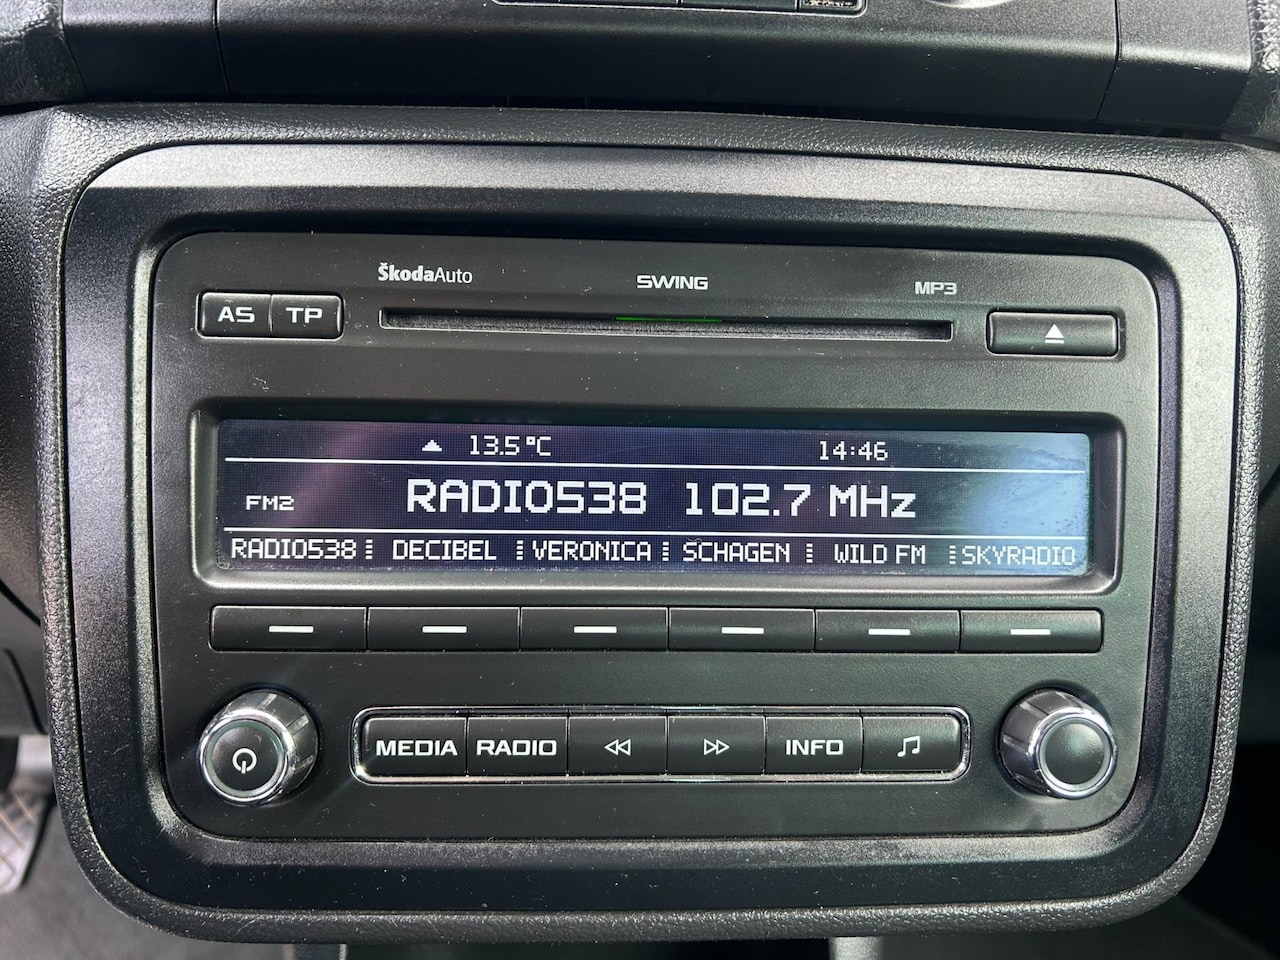 ŠkodaAuto SWING MP3
AS TP
13.5°C 14:46
FM2 RADIO538 102.7 MHz
RADIO538 DECIBEL VERONICA SCHAGEN WILD FM SKYRADIO
MEDIA RADIO INFO